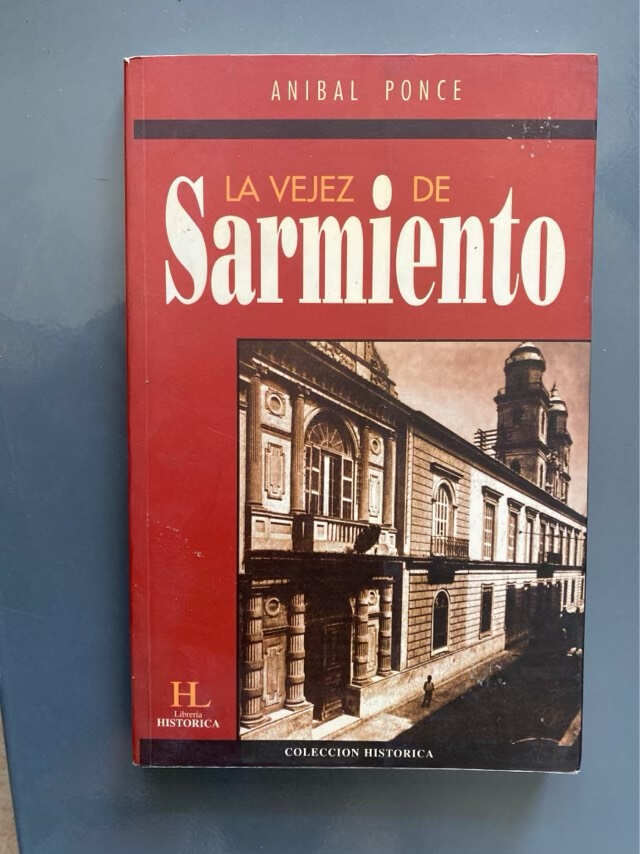 ANIBAL PONCE
LA VEJEZ DE
Sarmiento
HL
Librería
HISTORICA
COLECCION HISTORICA